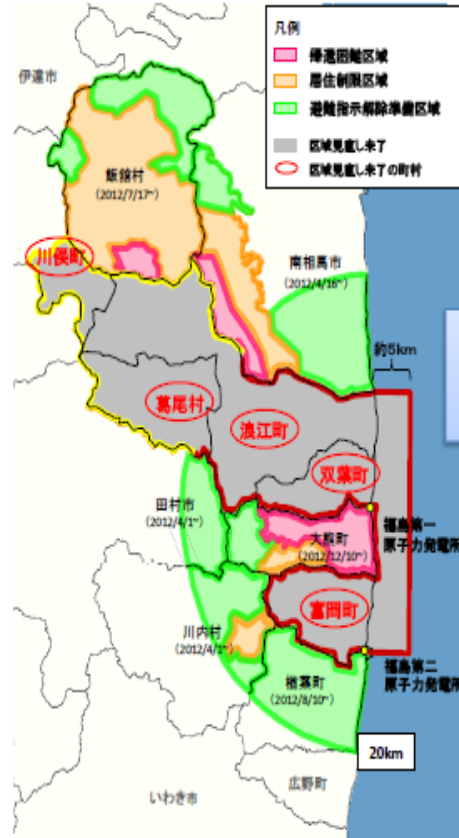 凡例
帰還困難区域
居住制限区域
避難指示解除準備区域
区域見直し未了
区域見直し未了の町村
伊達市
飯舘村
(2012/7/17~)
川俣町
南相馬市
(2012/4/16~)
約5km
葛尾村
浪江町
双葉町
田村市
(2012/4/1~)
大熊町
(2012/12/10~)
福島第一
原子力発電所
富岡町
川内村
(2012/4/1~)
福島第二
原子力発電所
楢葉町
(2012/8/10~)
20km
広野町
いわき市